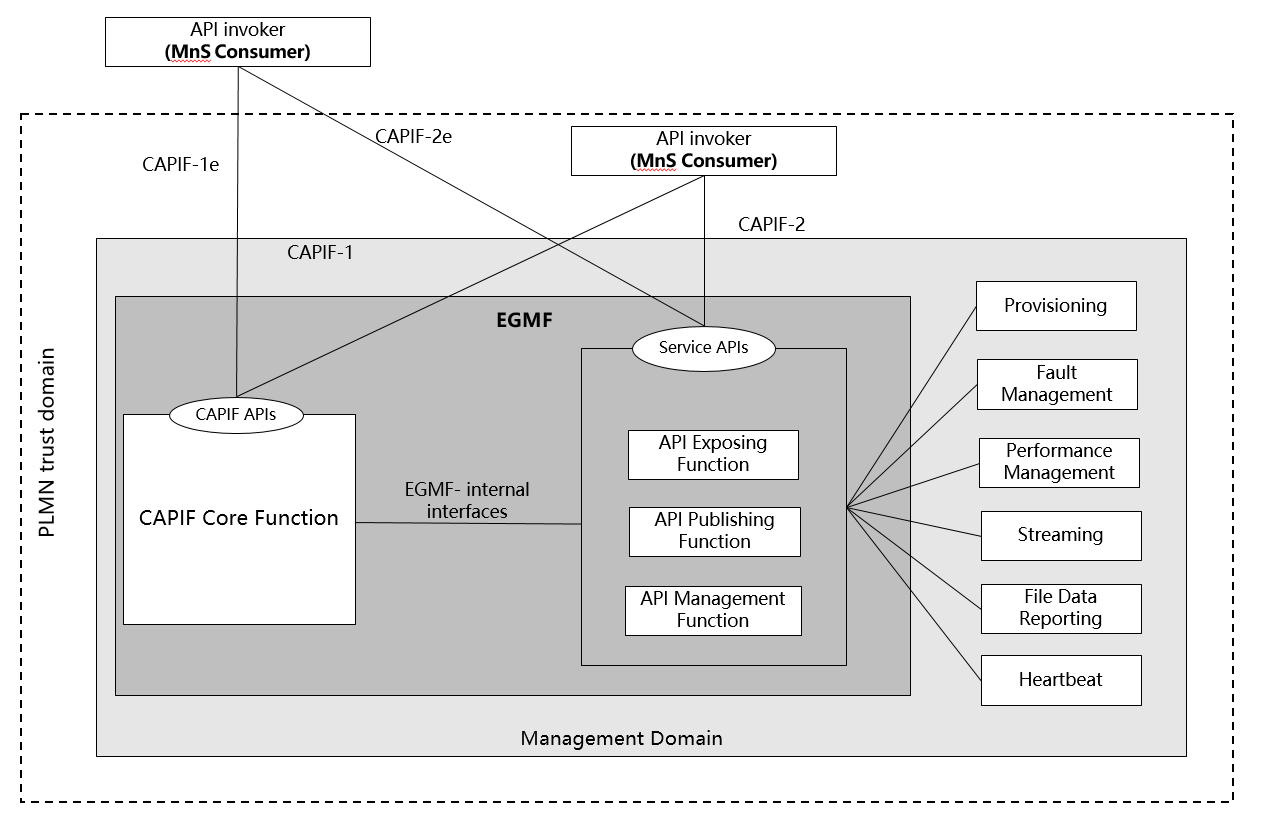 API invoker
(MnS Consumer)
CAPIF-2e
API invoker
(MnS Consumer)
CAPIF-1e
CAPIF-2
CAPIF-1
EGMF
Service APIs
CAPIF APIs
CAPIF Core Function
EGMF- internal
interfaces
API Exposing
Function
API Publishing
Function
API Management
Function
Provisioning
Fault
Management
Performance
Management
Streaming
File Data
Reporting
Heartbeat
Management Domain
PLMN trust domain